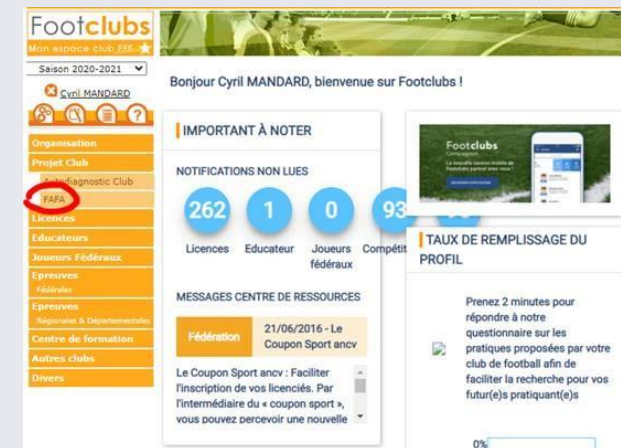 Footclubs
Mon espace club FFF
Saison 2020-2021
Cyril MANDARD
?
Organisation
Projet Club
Autodiagnostic Club
FAFA
Licences
Educateurs
Joueurs Fédéraux
Epreuves
Fédérales
Epreuves
Régionales & Départementales
Centre de formation
Autres clubs
Divers
Bonjour Cyril MANDARD, bienvenue sur Footclubs !
IMPORTANT À NOTER
NOTIFICATIONS NON LUES
262 1 0 93
Licences Educateur Joueurs fédéraux Compétit
MESSAGES CENTRE DE RESSOURCES
Fédération
21/06/2016 - Le
Coupon Sport ancv
Le Coupon Sport ancv : Faciliter
l'inscription de vos licenciés. Par
l'intermédiaire du « coupon sport »,
vous pouvez percevoir une nouvelle
Footclubs
Compagnon
TAUX DE REMPLISSAGE DU
PROFIL
Prenez 2 minutes pour
répondre à notre
questionnaire sur les
pratiques proposées par votre
club de football afin de
faciliter la recherche pour vos
futur(e)s pratiquant(e)s
0%